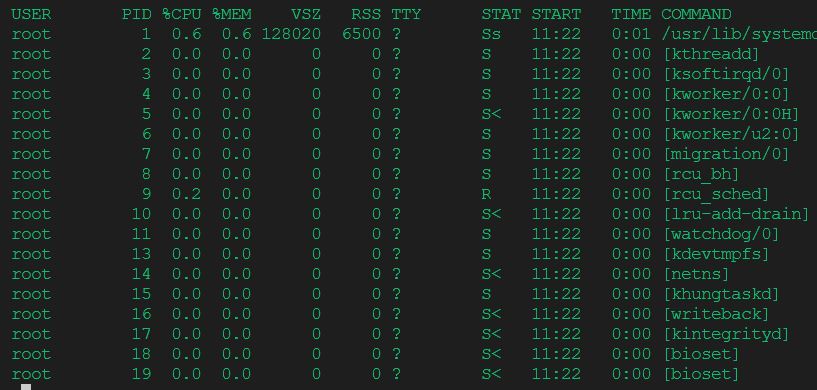 USER PID %CPU %MEM VSZ RSS TTY STAT START TIME COMMAND
root 1 0.6 0.6 128020 6500 ? Ss 11:22 0:01 /usr/lib/systemd
root 2 0.0 0.0 0 0 ? S 11:22 0:00 [kthreadd]
root 3 0.0 0.0 0 0 ? S 11:22 0:00 [ksoftirqd/0]
root 4 0.0 0.0 0 0 ? S 11:22 0:00 [kworker/0:0]
root 5 0.0 0.0 0 0 ? S< 11:22 0:00 [kworker/0:0H]
root 6 0.0 0.0 0 0 ? S 11:22 0:00 [kworker/u2:0]
root 7 0.0 0.0 0 0 ? S 11:22 0:00 [migration/0]
root 8 0.0 0.0 0 0 ? S 11:22 0:00 [rcu_bh]
root 9 0.2 0.0 0 0 ? R 11:22 0:00 [rcu_sched]
root 10 0.0 0.0 0 0 ? S< 11:22 0:00 [lru-add-drain]
root 11 0.0 0.0 0 0 ? S 11:22 0:00 [watchdog/0]
root 13 0.0 0.0 0 0 ? S 11:22 0:00 [kdevtmpfs]
root 14 0.0 0.0 0 0 ? S< 11:22 0:00 [netns]
root 15 0.0 0.0 0 0 ? S 11:22 0:00 [khungtaskd]
root 16 0.0 0.0 0 0 ? S< 11:22 0:00 [writeback]
root 17 0.0 0.0 0 0 ? S< 11:22 0:00 [kintegrityd]
root 18 0.0 0.0 0 0 ? S< 11:22 0:00 [bioset]
root 19 0.0 0.0 0 0 ? S< 11:22 0:00 [bioset]